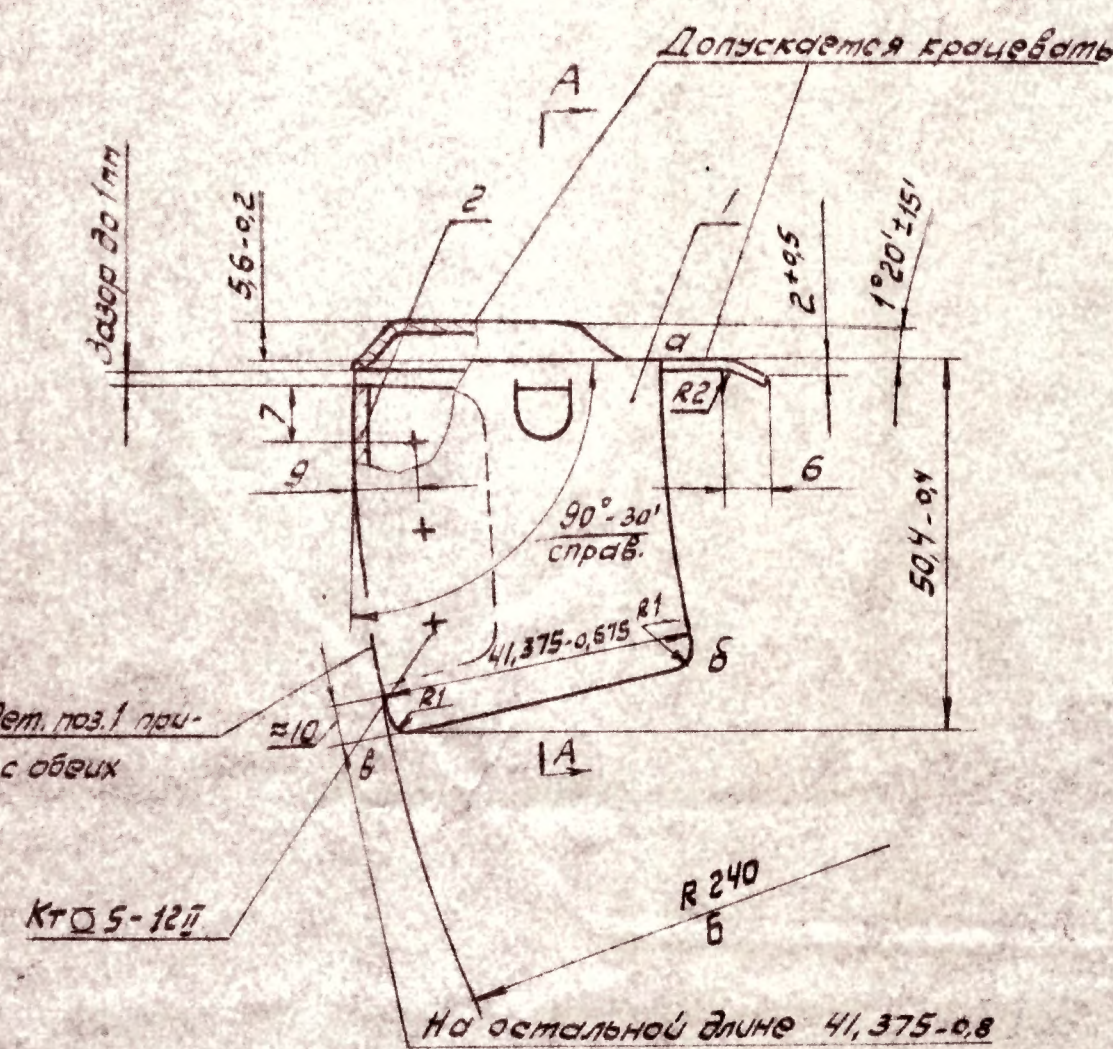 Допускается крацевать
А
Зазор до 1мм
5,6-0,2
2
1
2+0,5
1°20'±15'
а
R2
7
9
6
90°-30'
справ.
50,4-0,4
R1
41,375-0,675
б
R1
≈10
в
А
дет. поз.1 при-
с обеих
5-12
R 240
Б
На остальной длине 41,375-0,8